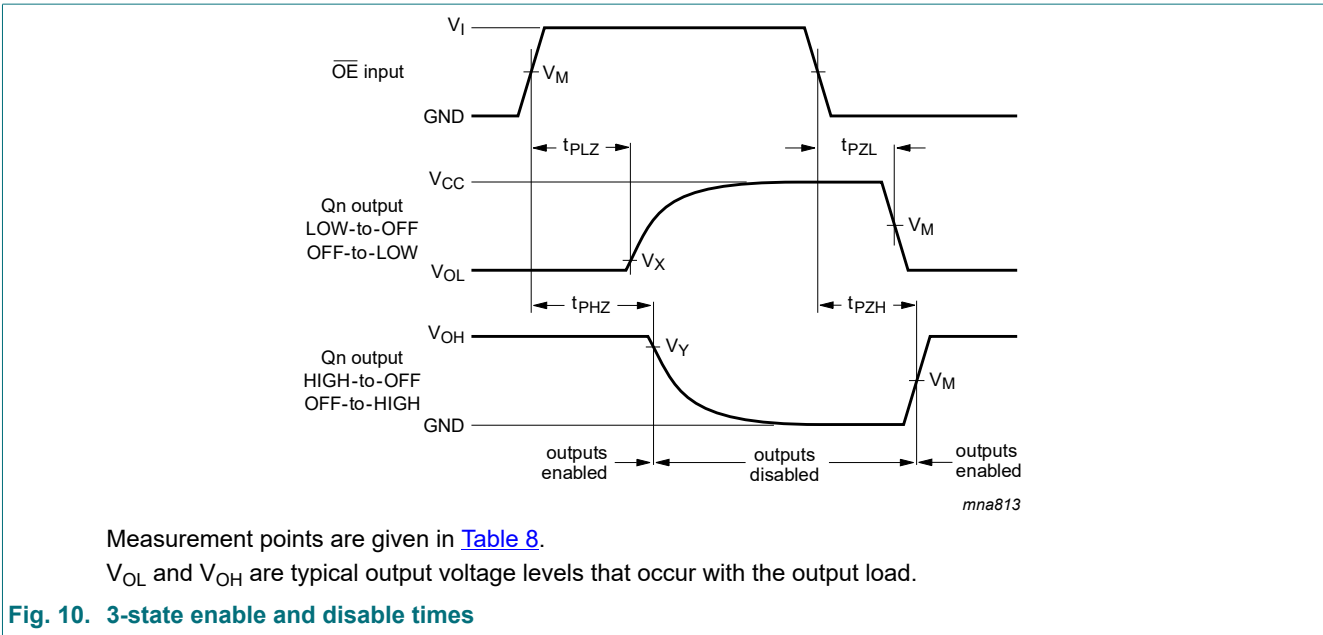 V_I
OE input
V_M
GND
t_PLZ
t_PZL
V_CC
Qn output
LOW-to-OFF
OFF-to-LOW
V_M
V_X
V_OL
t_PHZ
t_PZH
V_OH
V_Y
Qn output
HIGH-to-OFF
OFF-to-HIGH
V_M
GND
outputs
enabled
outputs
disabled
outputs
enabled
mna813
Measurement points are given in Table 8.
V_OL and V_OH are typical output voltage levels that occur with the output load.
Fig. 10. 3-state enable and disable times